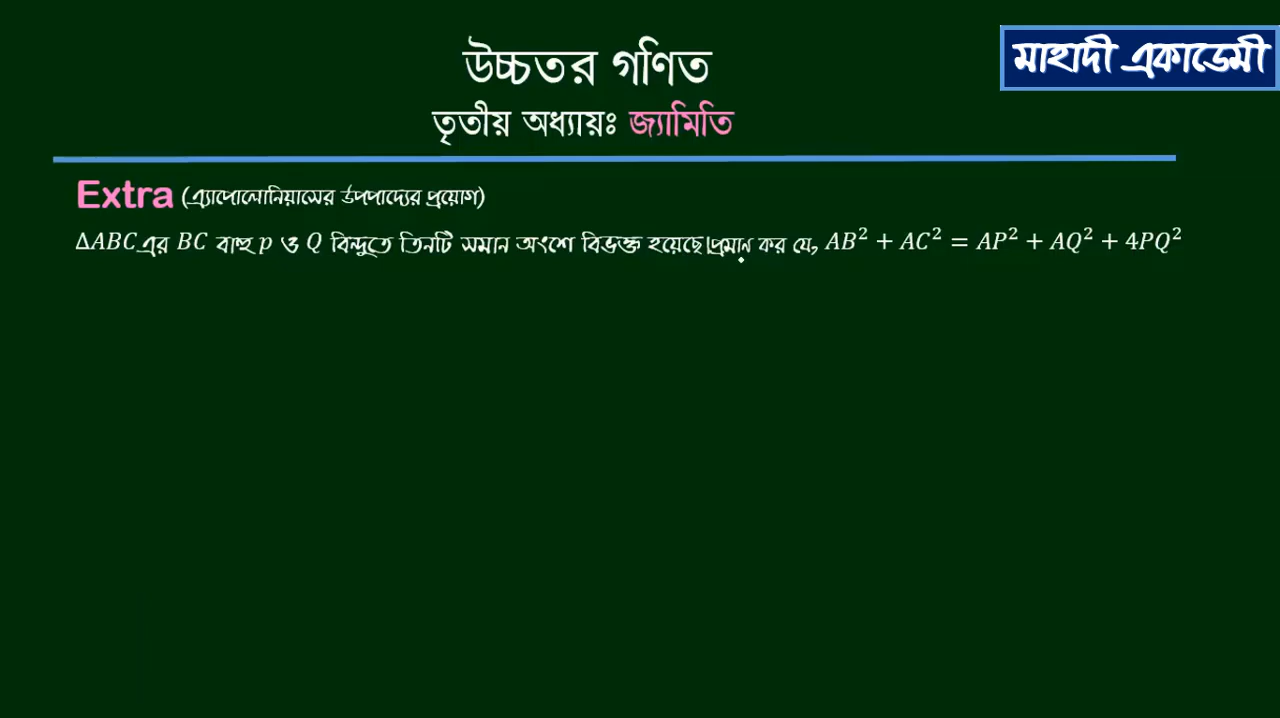 উচ্চতর গণিত
মাহাদী একাডেমী
তৃতীয় অধ্যায়ঃ জ্যামিতি
Extra (এ্যাপোলোনিয়াসের উপপাদ্যের প্রয়োগ)
ΔABC এর BC বাহু p ও Q বিন্দুতে তিনটি সমান অংশে বিভক্ত হয়েছে।প্রমান কর যে, AB² + AC² = AP² + AQ² + 4PQ²